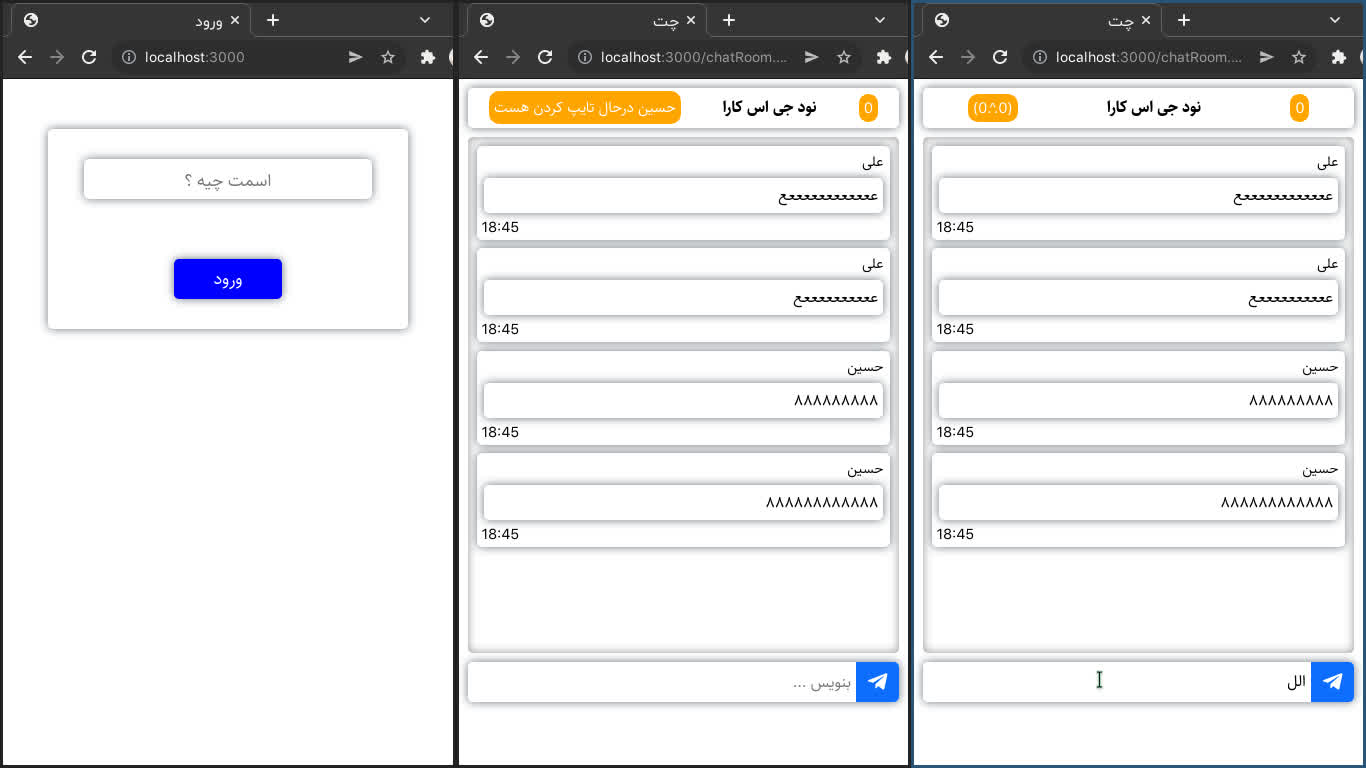 ورود
localhost:3000
اسمت چیه ؟
ورود
چت
localhost:3000/chatRoom....
حسین درحال تایپ کردن هست
نود جی اس کارا
0
علی
عععععععععععع
18:45
علی
ععععععععععع
18:45
حسین
۸۸۸۸۸۸۸۸۸
18:45
حسین
۸۸۸۸۸۸۸۸۸۸۸۸
18:45
بنویس ...
چت
localhost:3000/chatRoom....
(0.^.0)
نود جی اس کارا
0
علی
عععععععععععع
18:45
علی
ععععععععععع
18:45
حسین
۸۸۸۸۸۸۸۸۸
18:45
حسین
۸۸۸۸۸۸۸۸۸۸۸۸
18:45
الل